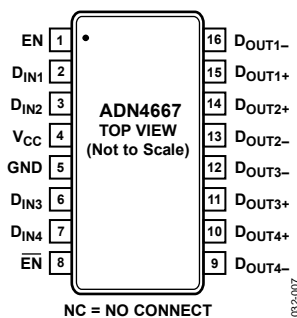 EN 1 16 DOUT1–
DIN1 2 15 DOUT1+
DIN2 3 14 DOUT2+
VCC 4 13 DOUT2–
GND 5 12 DOUT3–
DIN3 6 11 DOUT3+
DIN4 7 10 DOUT4+
E̅N̅ 8 9 DOUT4–
ADN4667
TOP VIEW
(Not to Scale)
NC = NO CONNECT
032-007